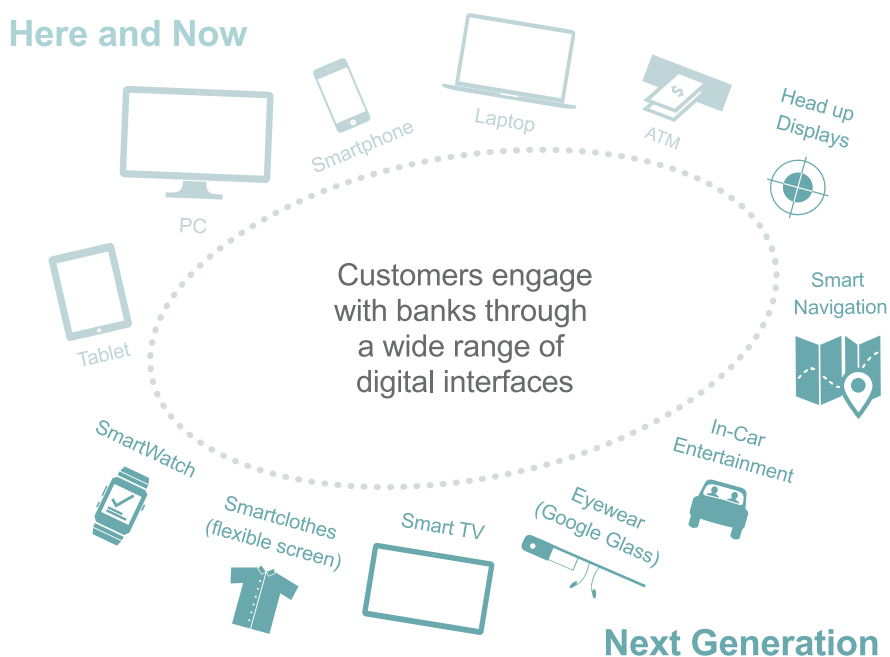 Here and Now
PC
Smartphone
Laptop
ATM
Head up
Displays
Tablet
Customers engage
with banks through
a wide range of
digital interfaces
Smart
Navigation
SmartWatch
Smartclothes
(flexible screen)
Smart TV
Eyewear
(Google Glass)
In-Car
Entertainment
$
Next Generation